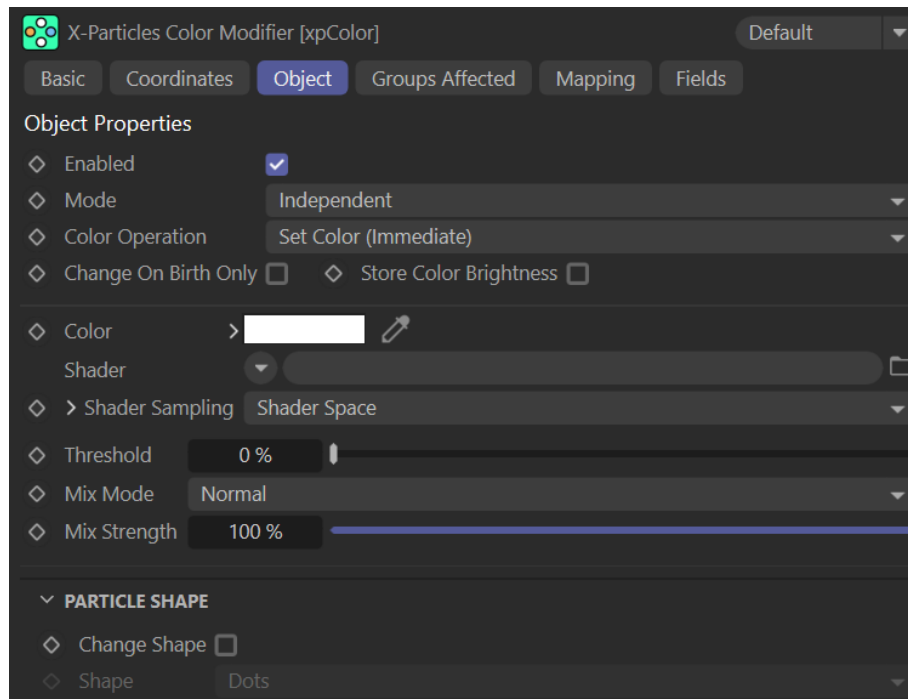 X-Particles Color Modifier [xpColor] Default
Basic Coordinates Object Groups Affected Mapping Fields
Object Properties
Enabled
Mode Independent
Color Operation Set Color (Immediate)
Change On Birth Only Store Color Brightness
Color
Shader
Shader Sampling Shader Space
Threshold 0 %
Mix Mode Normal
Mix Strength 100 %
PARTICLE SHAPE
Change Shape
Shape Dots